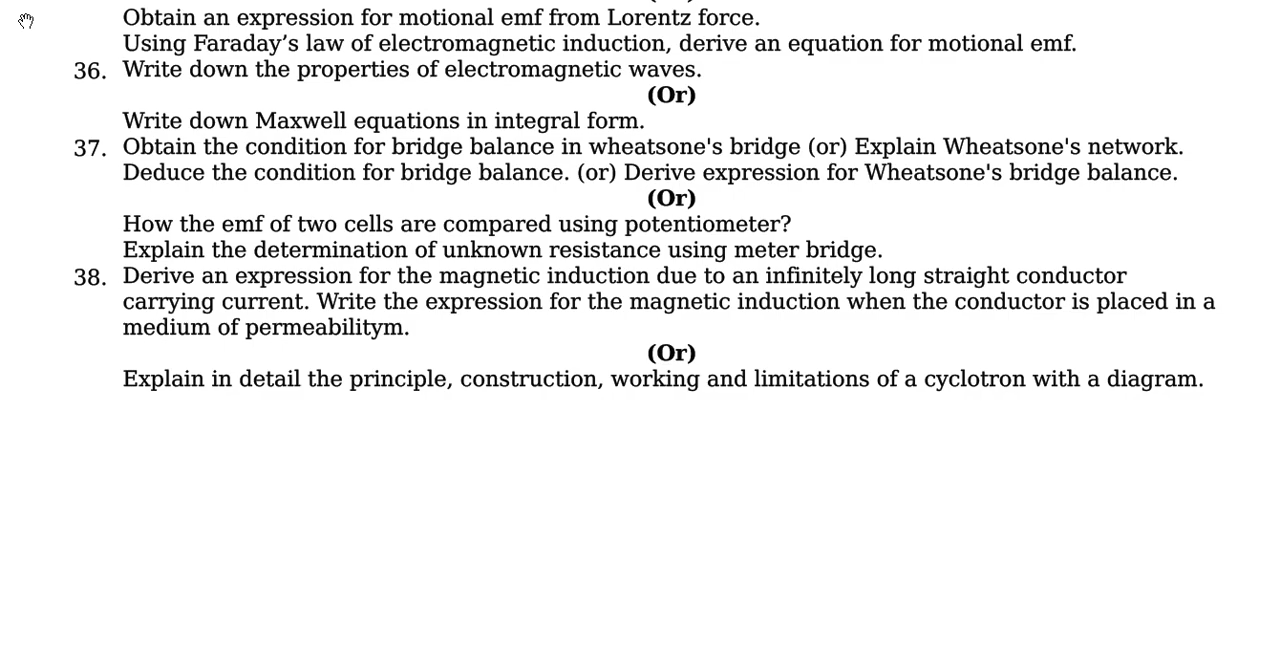 Obtain an expression for motional emf from Lorentz force.
Using Faraday’s law of electromagnetic induction, derive an equation for motional emf.
36. Write down the properties of electromagnetic waves.
(Or)
Write down Maxwell equations in integral form.
37. Obtain the condition for bridge balance in wheatsone's bridge (or) Explain Wheatsone's network.
Deduce the condition for bridge balance. (or) Derive expression for Wheatsone's bridge balance.
(Or)
How the emf of two cells are compared using potentiometer?
Explain the determination of unknown resistance using meter bridge.
38. Derive an expression for the magnetic induction due to an infinitely long straight conductor
carrying current. Write the expression for the magnetic induction when the conductor is placed in a
medium of permeabilitym.
(Or)
Explain in detail the principle, construction, working and limitations of a cyclotron with a diagram.